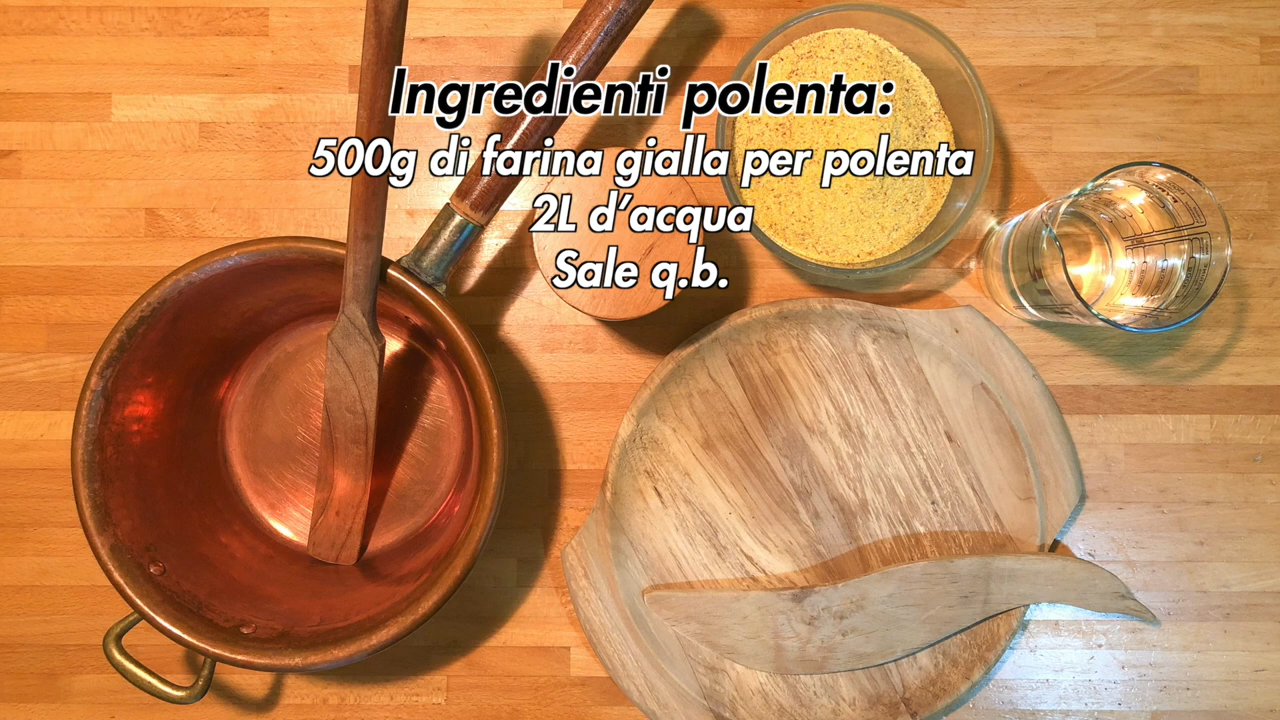 Ingredienti polenta:
500g di farina gialla per polenta
2L d'acqua
Sale q.b.